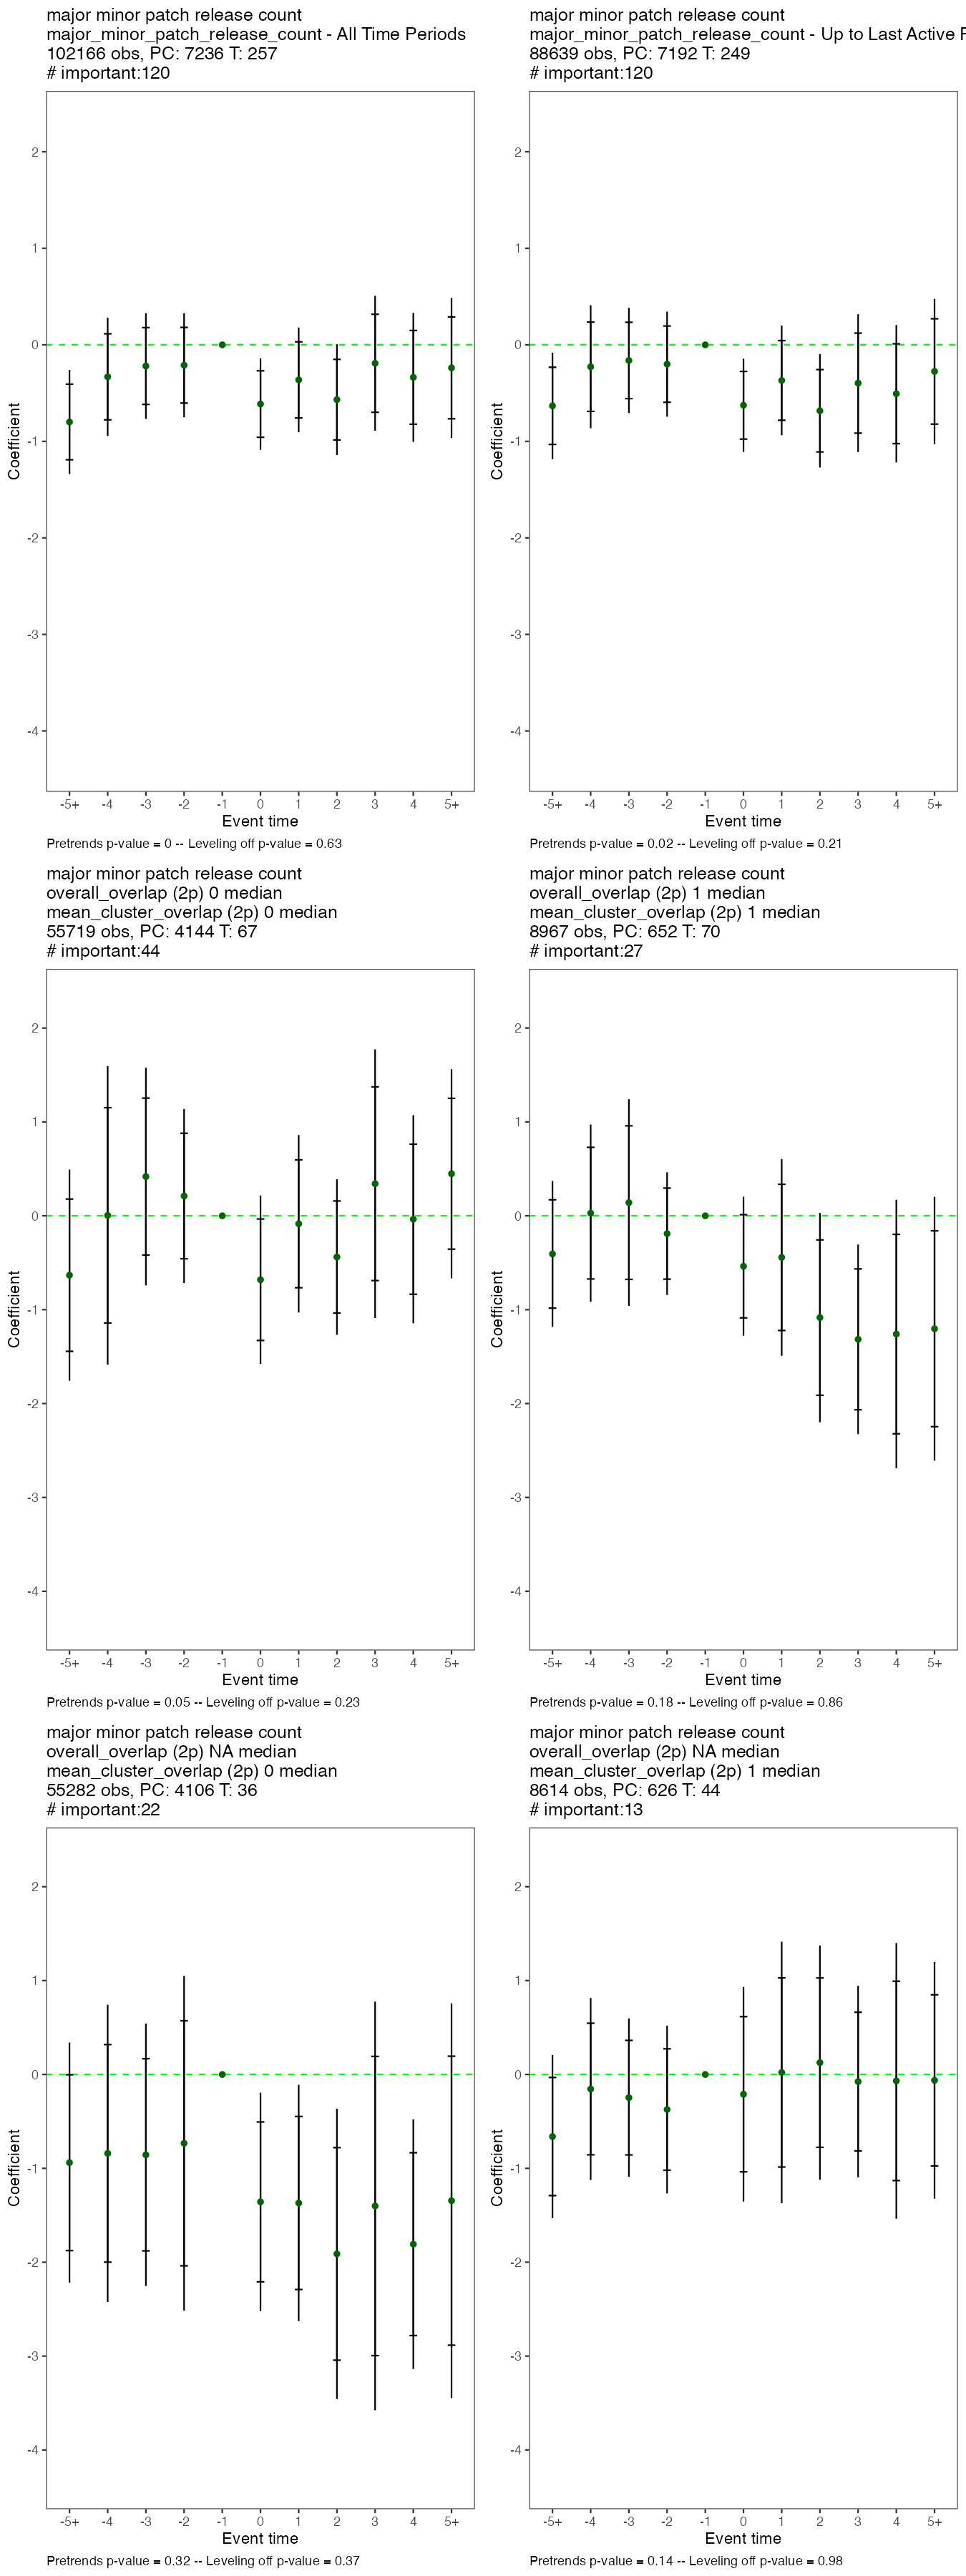 major minor patch release count
major_minor_patch_release_count - All Time Periods
102166 obs, PC: 7236 T: 257
# important:120
2
1
0
-1
-2
-3
-4
Coefficient
-5+ -4 -3 -2 -1 0 1 2 3 4 5+
Event time
Pretrends p-value = 0 -- Leveling off p-value = 0.63
major minor patch release count
major_minor_patch_release_count - Up to Last Active P
88639 obs, PC: 7192 T: 249
# important:120
2
1
0
-1
-2
-3
-4
Coefficient
-5+ -4 -3 -2 -1 0 1 2 3 4 5+
Event time
Pretrends p-value = 0.02 -- Leveling off p-value = 0.21
major minor patch release count
overall_overlap (2p) 0 median
mean_cluster_overlap (2p) 0 median
55719 obs, PC: 4144 T: 67
# important:44
2
1
0
-1
-2
-3
-4
Coefficient
-5+ -4 -3 -2 -1 0 1 2 3 4 5+
Event time
Pretrends p-value = 0.05 -- Leveling off p-value = 0.23
major minor patch release count
overall_overlap (2p) 1 median
mean_cluster_overlap (2p) 1 median
8967 obs, PC: 652 T: 70
# important:27
2
1
0
-1
-2
-3
-4
Coefficient
-5+ -4 -3 -2 -1 0 1 2 3 4 5+
Event time
Pretrends p-value = 0.18 -- Leveling off p-value = 0.86
major minor patch release count
overall_overlap (2p) NA median
mean_cluster_overlap (2p) 0 median
55282 obs, PC: 4106 T: 36
# important:22
2
1
0
-1
-2
-3
-4
Coefficient
-5+ -4 -3 -2 -1 0 1 2 3 4 5+
Event time
Pretrends p-value = 0.32 -- Leveling off p-value = 0.37
major minor patch release count
overall_overlap (2p) NA median
mean_cluster_overlap (2p) 1 median
8614 obs, PC: 626 T: 44
# important:13
2
1
0
-1
-2
-3
-4
Coefficient
-5+ -4 -3 -2 -1 0 1 2 3 4 5+
Event time
Pretrends p-value = 0.14 -- Leveling off p-value = 0.98